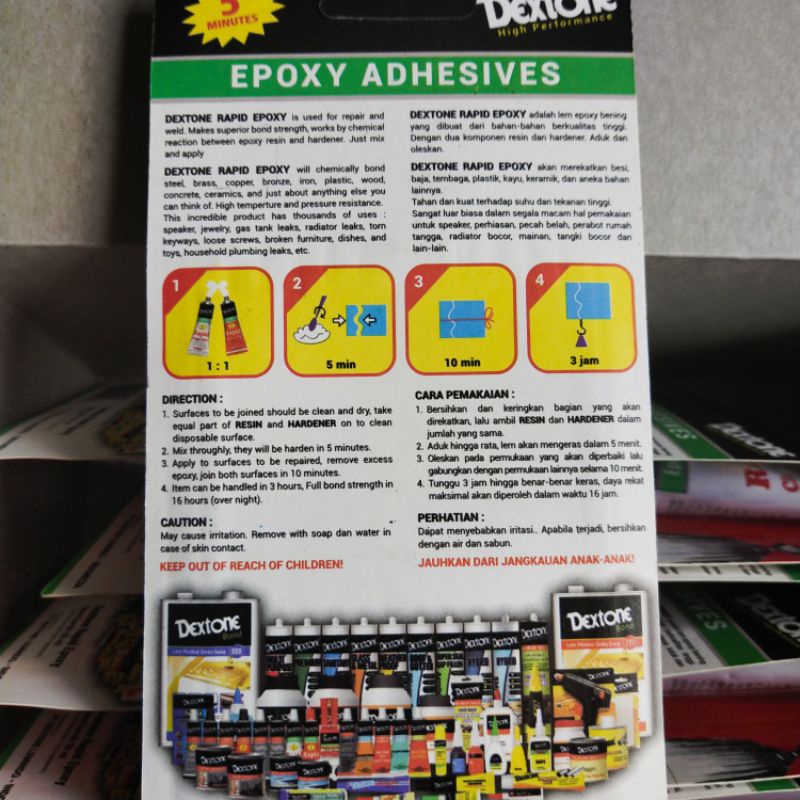 5
MINUTES
DEXTONE
High Performance
EPOXY ADHESIVES
DEXTONE RAPID EPOXY is used for repair and
weld. Makes superior bond strength, works by chemical
reaction between epoxy resin and hardener. Just mix
and apply
DEXTONE RAPID EPOXY will chemically bond
steel, brass, copper, bronze, iron, plastic, wood,
concrete, ceramics, and just about anything else you
can think of. High temperture and pressure resistance.
This incredible product has thousands of uses :
speaker, jewelry, gas tank leaks, radiator leaks, torn
keyways, loose screws, broken furniture, dishes, and
toys, household plumbing leaks, etc.
DEXTONE RAPID EPOXY adalah lem epoxy bening
yang dibuat dari bahan-bahan berkualitas tinggi.
Dengan dua komponen resin dan hardener. Aduk dan
oleskan.
DEXTONE RAPID EPOXY akan merekatkan besi,
baja, tembaga, plastik, kayu, keramik, dan aneka bahan
lainnya.
Tahan dan kuat terhadap suhu dan tekanan tinggi.
Sangat luar biasa dalam segala macam hal pemakaian
untuk speaker, perhiasan, pecah belah, perabot rumah
tangga, radiator bocor, mainan, tangki bocor dan
lain-lain.
1
1 : 1
2
5 min
3
10 min
4
3 jam
DIRECTION :
1. Surfaces to be joined should be clean and dry, take
equal part of RESIN and HARDENER on to clean
disposable surface.
2. Mix throughly, they will be harden in 5 minutes.
3. Apply to surfaces to be repaired, remove excess
epoxy, join both surfaces in 10 minutes.
4. Item can be handled in 3 hours, Full bond strength in
16 hours (over night).
CAUTION :
May cause irritation. Remove with soap dan water in
case of skin contact.
KEEP OUT OF REACH OF CHILDREN!
CARA PEMAKAIAN :
1. Bersihkan dan keringkan bagian yang akan
direkatkan, lalu ambil RESIN dan HARDENER dalam
jumlah yang sama.
2. Aduk hingga rata, lem akan mengeras dalam 5 menit.
3. Oleskan pada permukaan yang akan diperbaiki lalu
gabungkan dengan permukaan lainnya selama 10 menit.
4. Tunggu 3 jam hingga benar-benar keras, daya rekat
maksimal akan diperoleh dalam waktu 16 jam.
PERHATIAN :
Dapat menyebabkan iritasi.. Apabila terjadi, bersihkan
dengan air dan sabun.
JAUHKAN DARI JANGKAUAN ANAK-ANAK!
DEXTONE
Bond
DEXTONE
Bond